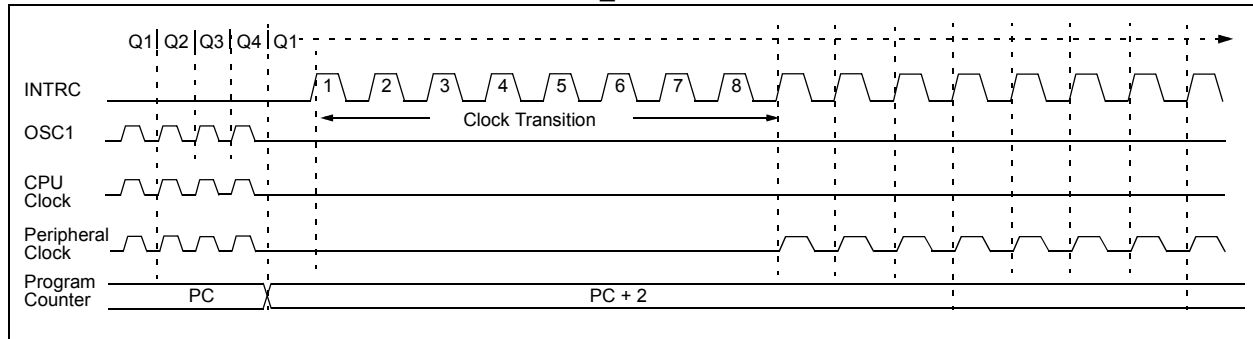 Q1 Q2 Q3 Q4 Q1
INTRC 1 2 3 4 5 6 7 8
Clock Transition
OSC1
CPU
Clock
Peripheral
Clock
Program
Counter PC PC + 2